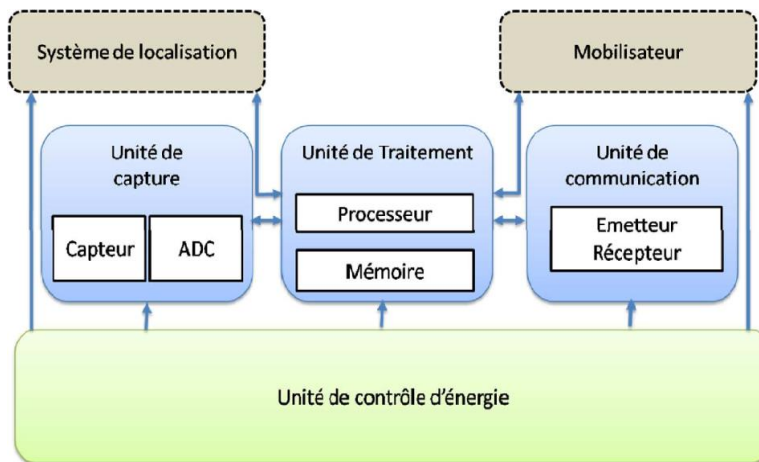 Système de localisation
Mobilisateur
Unité de
capture
Capteur
ADC
Unité de Traitement
Processeur
Mémoire
Unité de
communication
Emetteur
Récepteur
Unité de contrôle d'énergie